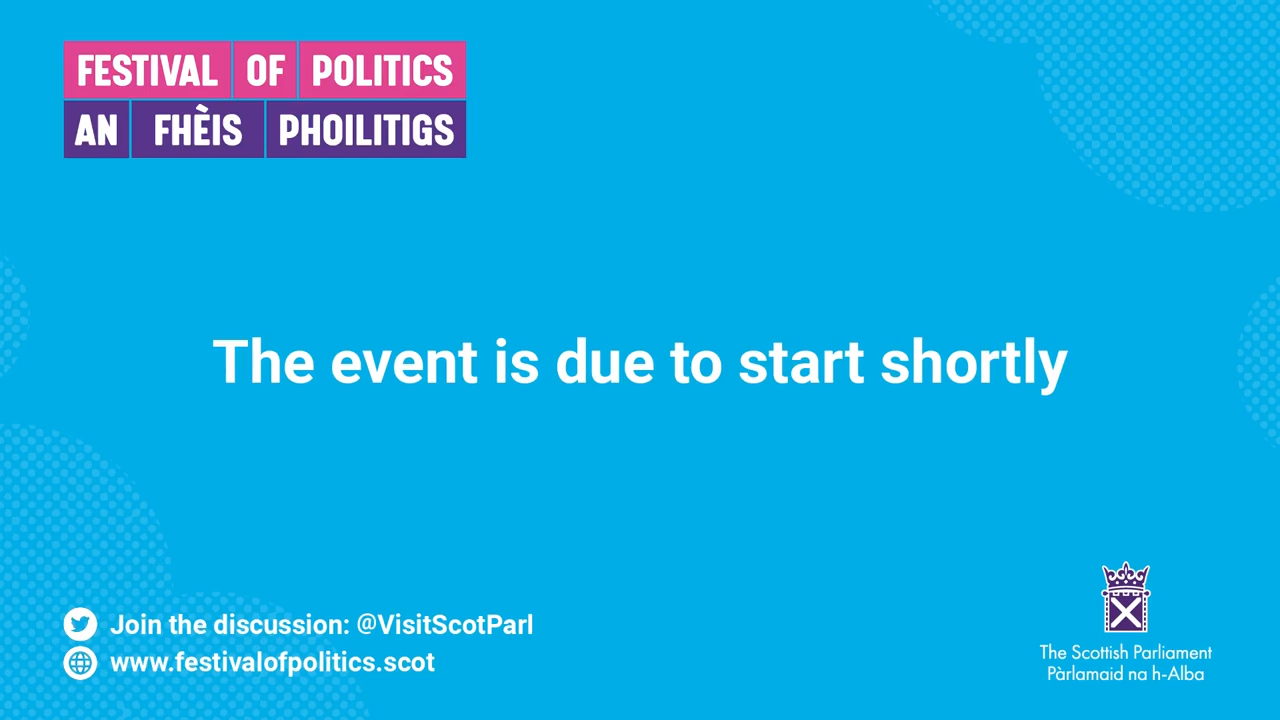 FESTIVAL OF POLITICS
AN FHÈIS PHOILITIGS
The event is due to start shortly
Join the discussion: @VisitScotParl
www.festivalofpolitics.scot
The Scottish Parliament
Pàrlamaid na h-Alba